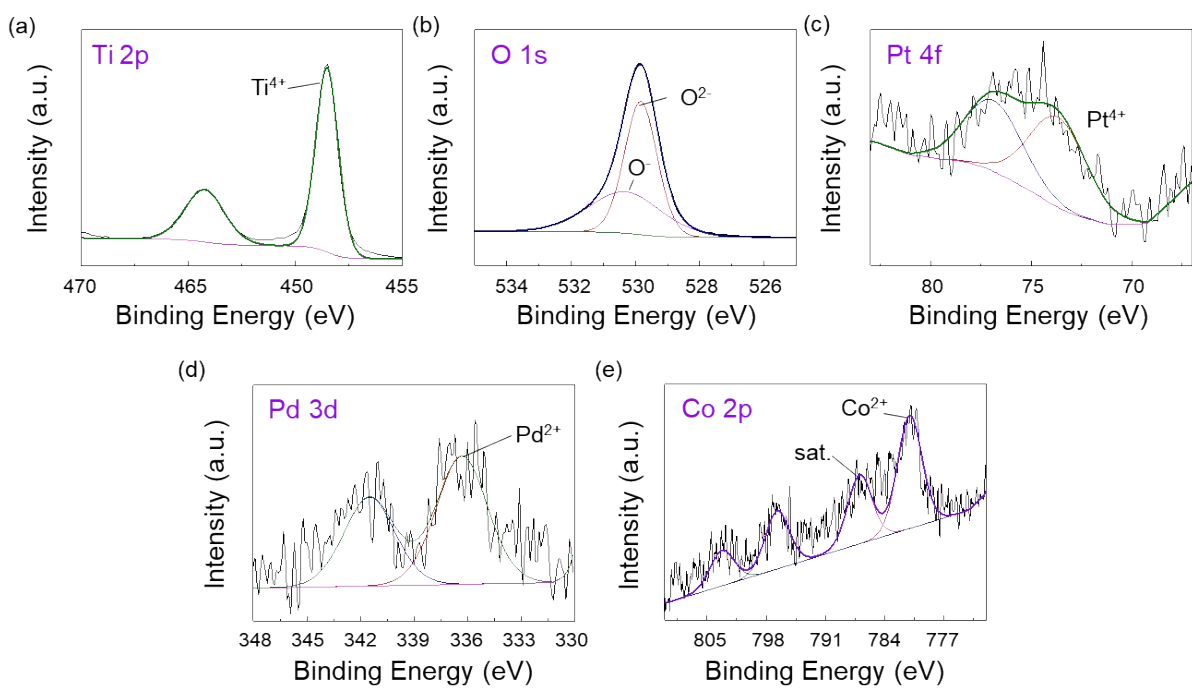 (a)
Ti 2p
Ti⁴⁺
Intensity (a.u.)
470 465 450 455
Binding Energy (eV)
(b)
O 1s
O²⁻
O⁻
Intensity (a.u.)
534 532 530 528 526
Binding Energy (eV)
(c)
Pt 4f
Pt⁴⁺
Intensity (a.u.)
80 75 70
Binding Energy (eV)
(d)
Pd 3d
Pd²⁺
Intensity (a.u.)
348 345 342 339 336 333 330
Binding Energy (eV)
(e)
Co 2p
Co²⁺
sat.
Intensity (a.u.)
805 798 791 784 777
Binding Energy (eV)